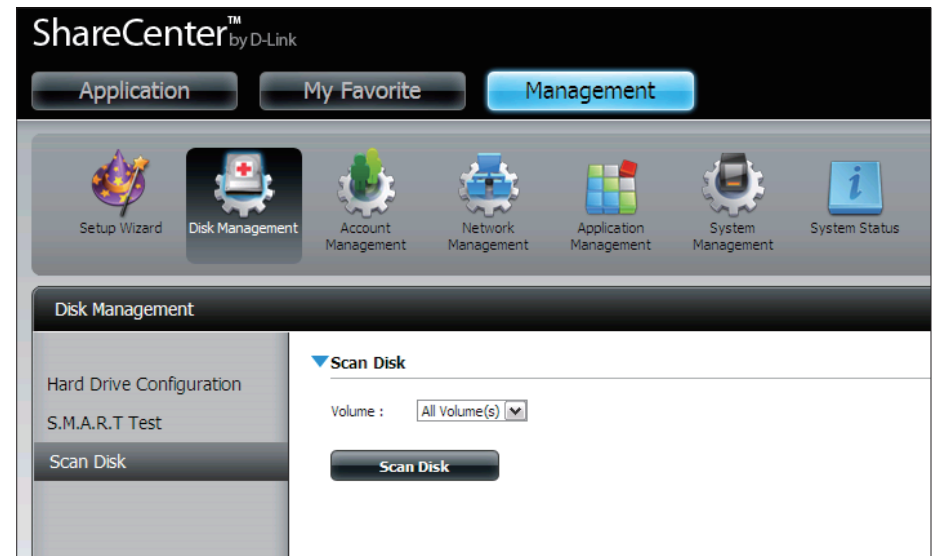 ShareCenter™ by D-Link
Application My Favorite Management
Setup Wizard Disk Management Account Management Network Management Application Management System Management System Status
Disk Management
Hard Drive Configuration
S.M.A.R.T Test
Scan Disk
Scan Disk
Volume : All Volume(s)
Scan Disk